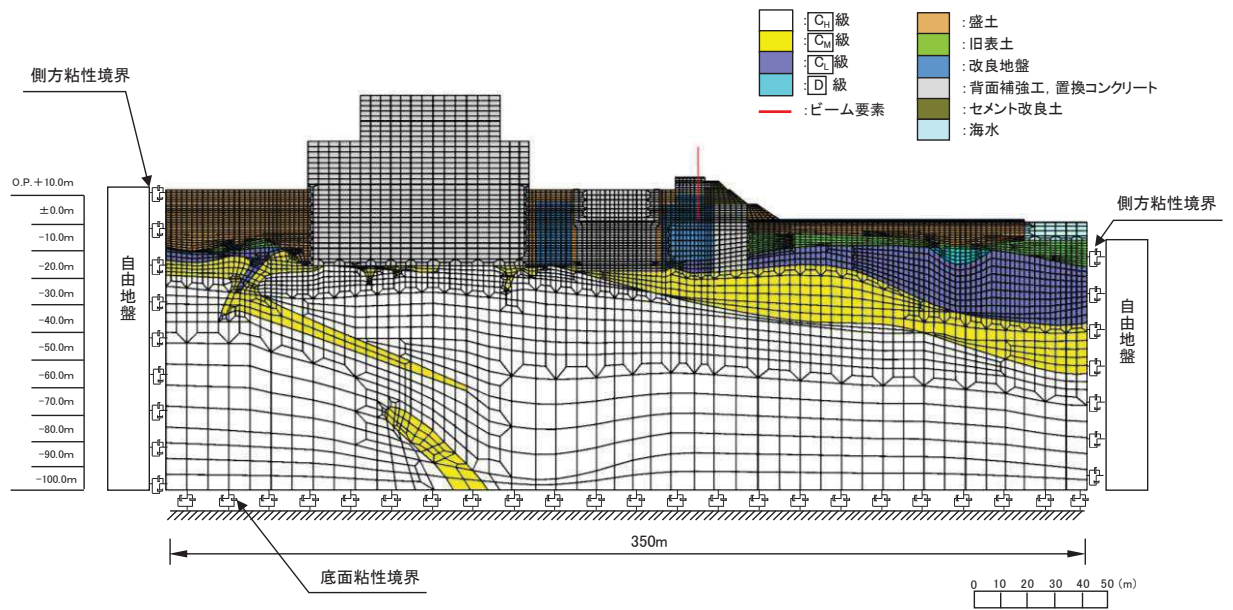 :CH級
:CM級
:CL級
:D 級
:ビーム要素
:盛土
:旧表土
:改良地盤
:背面補強工, 置換コンクリート
:セメント改良土
:海水
側方粘性境界
O.P.+10.0m
±0.0m
-10.0m
-20.0m
-30.0m
-40.0m
-50.0m
-60.0m
-70.0m
-80.0m
-90.0m
-100.0m
自由地盤
側方粘性境界
自由地盤
350m
底面粘性境界
0 10 20 30 40 50 (m)